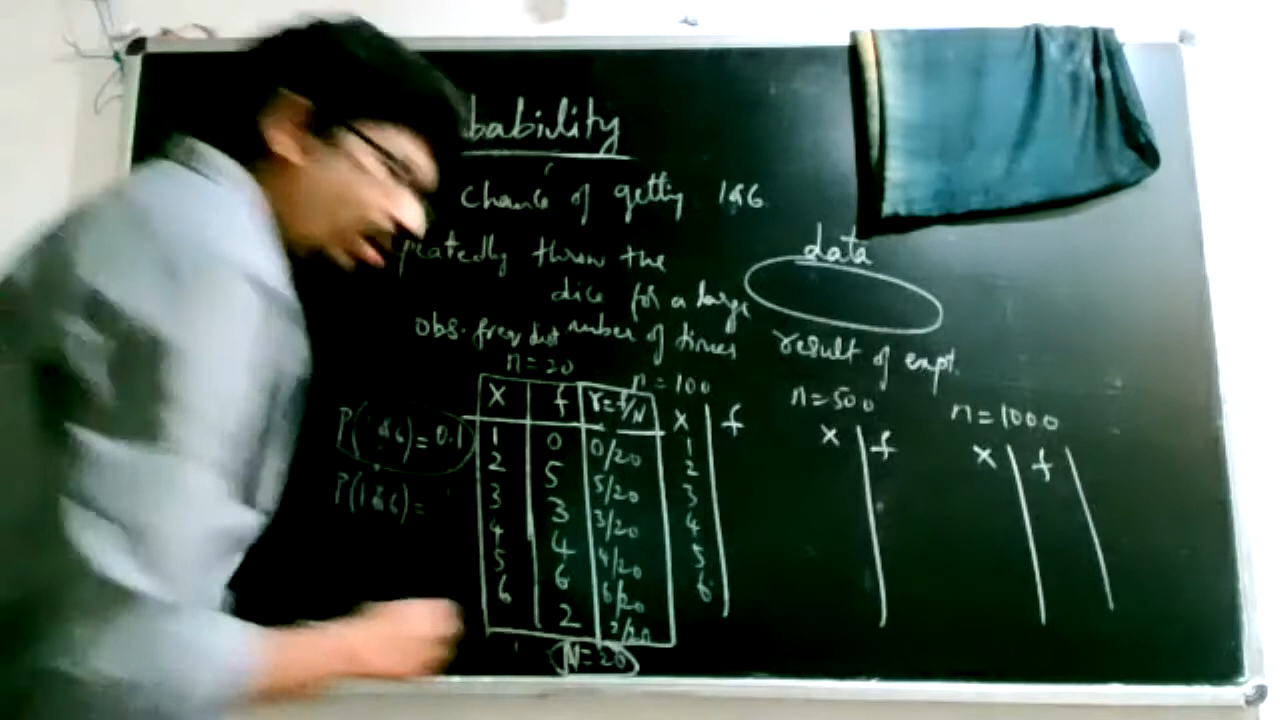 bability
chance of getting 1&6
peatedly throw the
dice for a large
number of times
data
result of expt.
obs. freq dist
n=20
X f r=f/N
1 0 0/20
2 5 5/20
3 3 3/20
4 4 4/20
5 6 6/20
6 2 2/20
N=20
P(1&6)=0.1
P(1&6)=
n=100
X f
1
2
3
4
5
6
n=500
X f
n=1000
X f